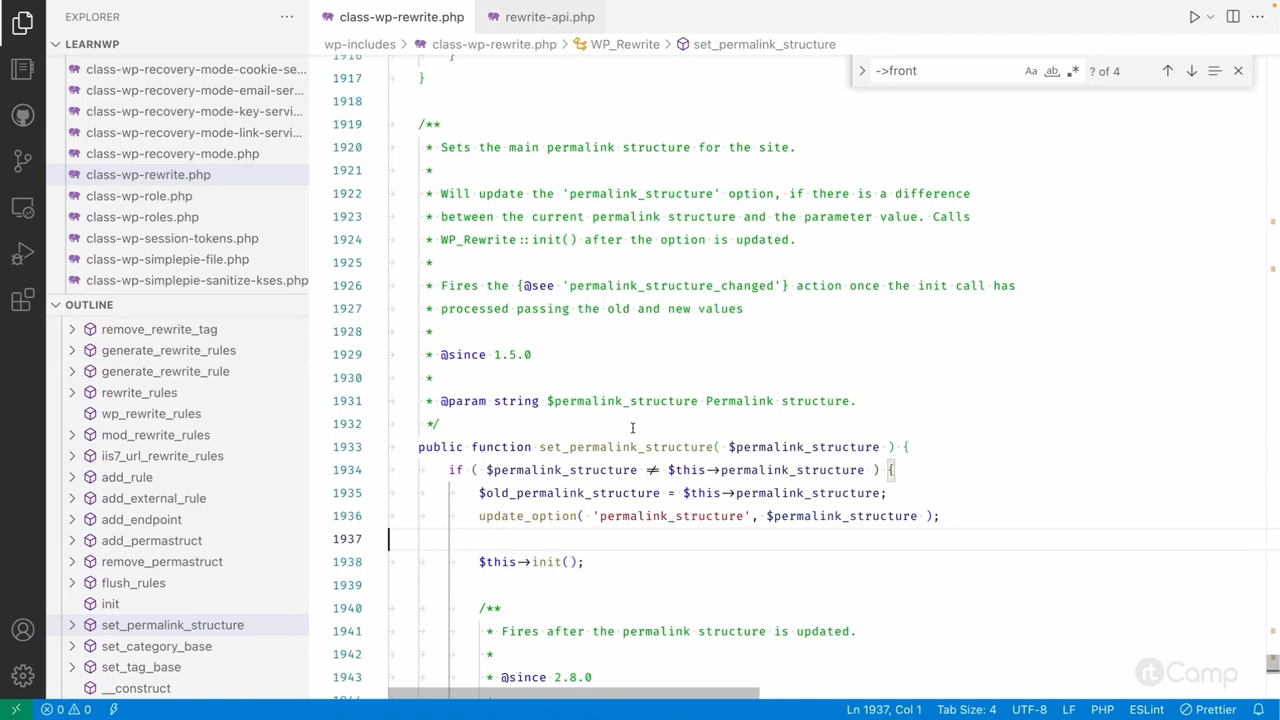 EXPLORER
LEARNWP
class-wp-recovery-mode-cookie-se...
class-wp-recovery-mode-email-serv...
class-wp-recovery-mode-key-servi...
class-wp-recovery-mode-link-servi...
class-wp-recovery-mode.php
class-wp-rewrite.php
class-wp-role.php
class-wp-roles.php
class-wp-session-tokens.php
class-wp-simplepie-file.php
class-wp-simplepie-sanitize-kses.php
OUTLINE
remove_rewrite_tag
generate_rewrite_rules
generate_rewrite_rule
rewrite_rules
wp_rewrite_rules
mod_rewrite_rules
iis7_url_rewrite_rules
add_rule
add_external_rule
add_endpoint
add_permastruct
remove_permastruct
flush_rules
init
set_permalink_structure
set_category_base
set_tag_base
__construct
class-wp-rewrite.php rewrite-api.php
wp-includes > class-wp-rewrite.php > WP_Rewrite > set_permalink_structure
->front Aa ab ? of 4
1916 }
1917 }
1918
1919 /**
1920 * Sets the main permalink structure for the site.
1921 *
1922 * Will update the 'permalink_structure' option, if there is a difference
1923 * between the current permalink structure and the parameter value. Calls
1924 * WP_Rewrite::init() after the option is updated.
1925 *
1926 * Fires the {@see 'permalink_structure_changed'} action once the init call has
1927 * processed passing the old and new values
1928 *
1929 * @since 1.5.0
1930 *
1931 * @param string $permalink_structure Permalink structure.
1932 */
1933 public function set_permalink_structure( $permalink_structure ) {
1934 if ( $permalink_structure ≠ $this→permalink_structure ) {
1935 $old_permalink_structure = $this→permalink_structure;
1936 update_option( 'permalink_structure', $permalink_structure );
1937
1938 $this→init();
1939
1940 /**
1941 * Fires after the permalink structure is updated.
1942 *
1943 * @since 2.8.0
rtCamp
0 0 Ln 1937, Col 1 Tab Size: 4 UTF-8 LF PHP ESLint Prettier